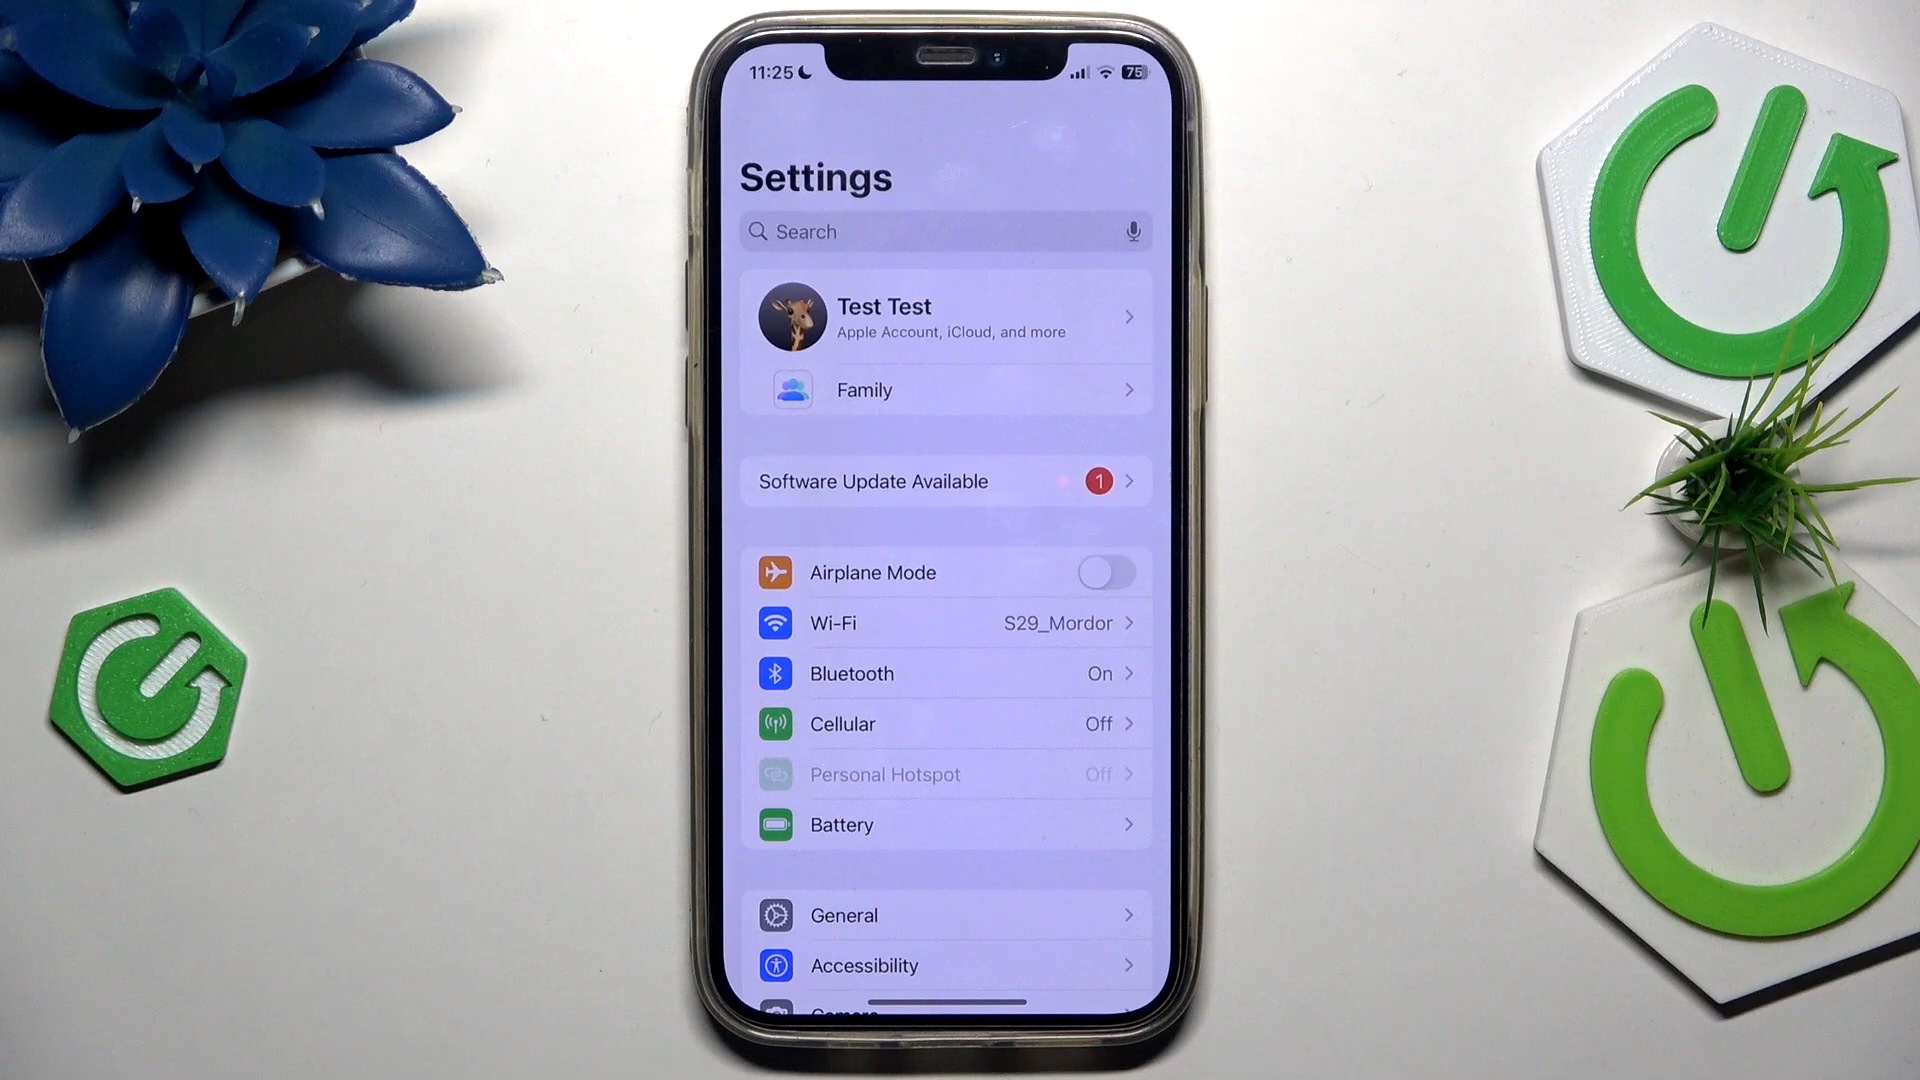 11:25
75
Settings
Search
Test Test
Apple Account, iCloud, and more
Family
Software Update Available 1
Airplane Mode
Wi-Fi S29_Mordor
Bluetooth On
Cellular Off
Personal Hotspot Off
Battery
General
Accessibility
Camera